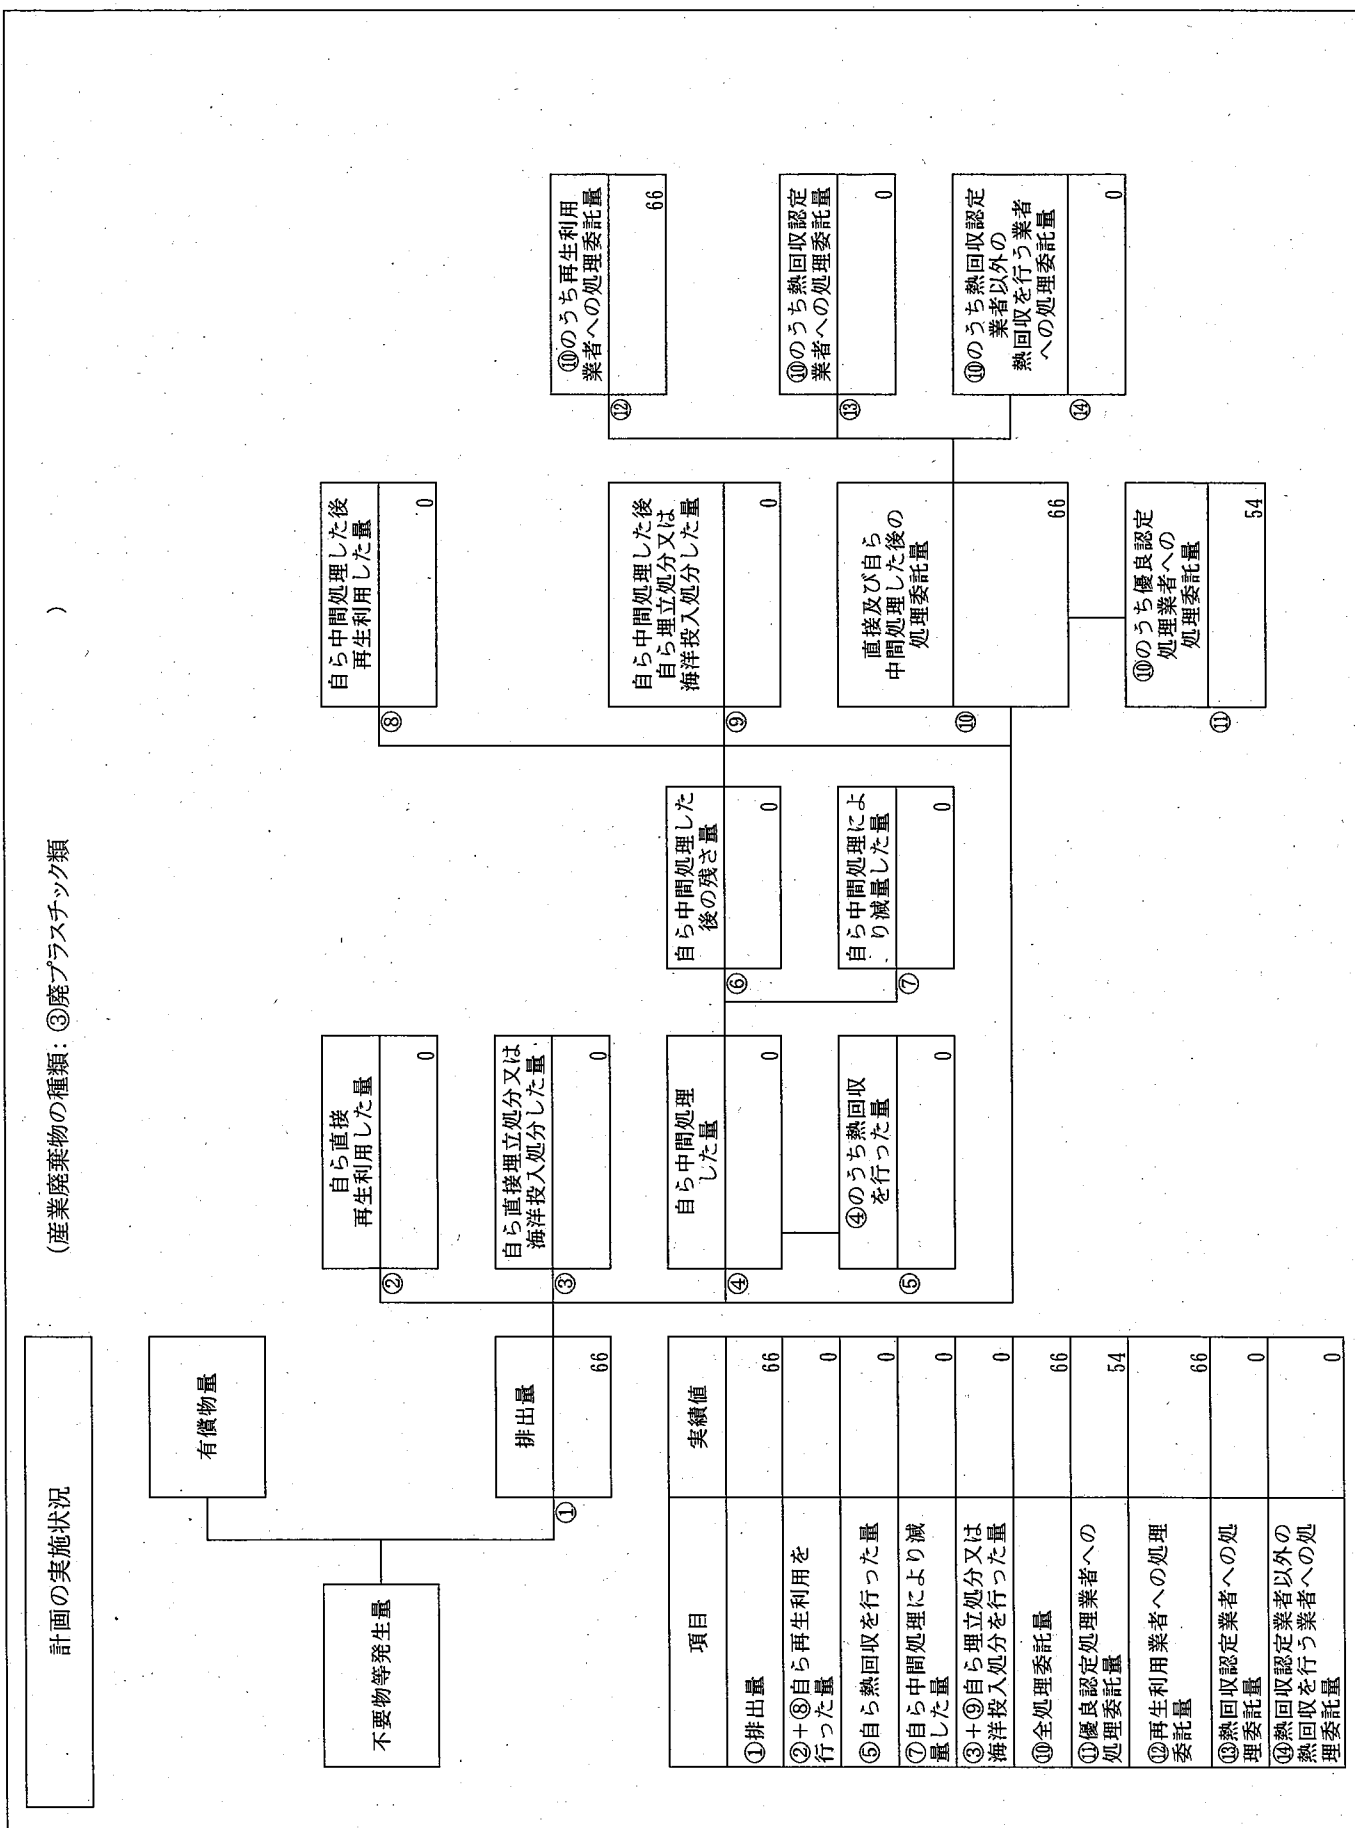 計画の実施状況
(産業廃棄物の種類：③廃プラスチック類　)
不要物等発生量
有償物量
①
排出量
66
②
自ら直接
再生利用した量
0
③
自ら直接埋立処分又は
海洋投入処分した量
0
④
自ら中間処理
した量
0
⑤
④のうち熱回収
を行った量
0
⑥
自ら中間処理した
後の残さ量
0
⑦
自ら中間処理によ
り減量した量
0
⑧
自ら中間処理した後
再生利用した量
0
⑨
自ら中間処理した後
自ら埋立処分又は
海洋投入処分した量
0
⑩
直接及び自ら
中間処理した後の
処理委託量
66
⑪
⑩のうち優良認定
処理業者への
処理委託量
54
⑫
⑩のうち再生利用
業者への処理委託量
66
⑬
⑩のうち熱回収認定
業者への処理委託量
0
⑭
⑩のうち熱回収認定
業者以外の
熱回収を行う業者
への処理委託量
0
項目 実績値
①排出量 66
②＋⑧自ら再生利用を
行った量 0
⑤自ら熱回収を行った量 0
⑦自ら中間処理により減
量した量 0
③＋⑨自ら埋立処分又は
海洋投入処分を行った量 0
⑩全処理委託量 66
⑪優良認定処理業者への
処理委託量 54
⑫再生利用業者への処理
委託量 66
⑬熱回収認定業者への処
理委託量 0
⑭熱回収認定業者以外の
熱回収を行う業者への処
理委託量 0